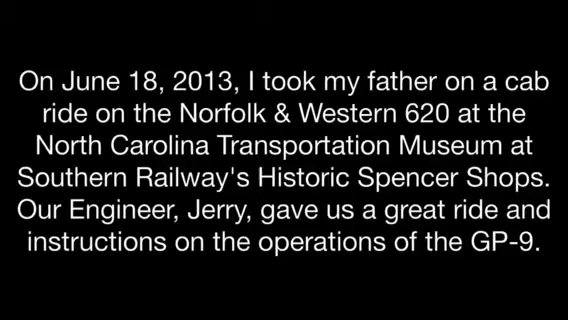 On June 18, 2013, I took my father on a cab
ride on the Norfolk & Western 620 at the
North Carolina Transportation Museum at
Southern Railway's Historic Spencer Shops.
Our Engineer, Jerry, gave us a great ride and
instructions on the operations of the GP-9.